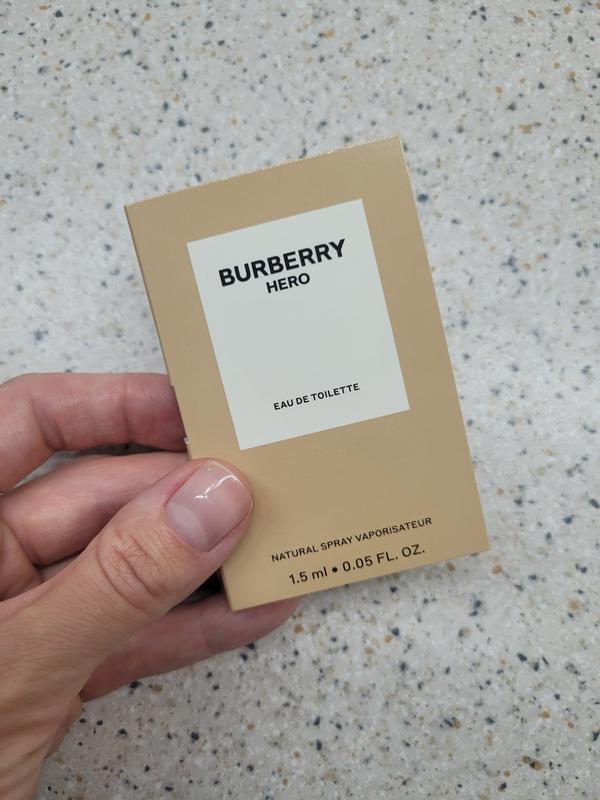 BURBERRY
HERO
EAU DE TOILETTE
NATURAL SPRAY VAPORISATEUR
1.5 ml • 0.05 FL. OZ.